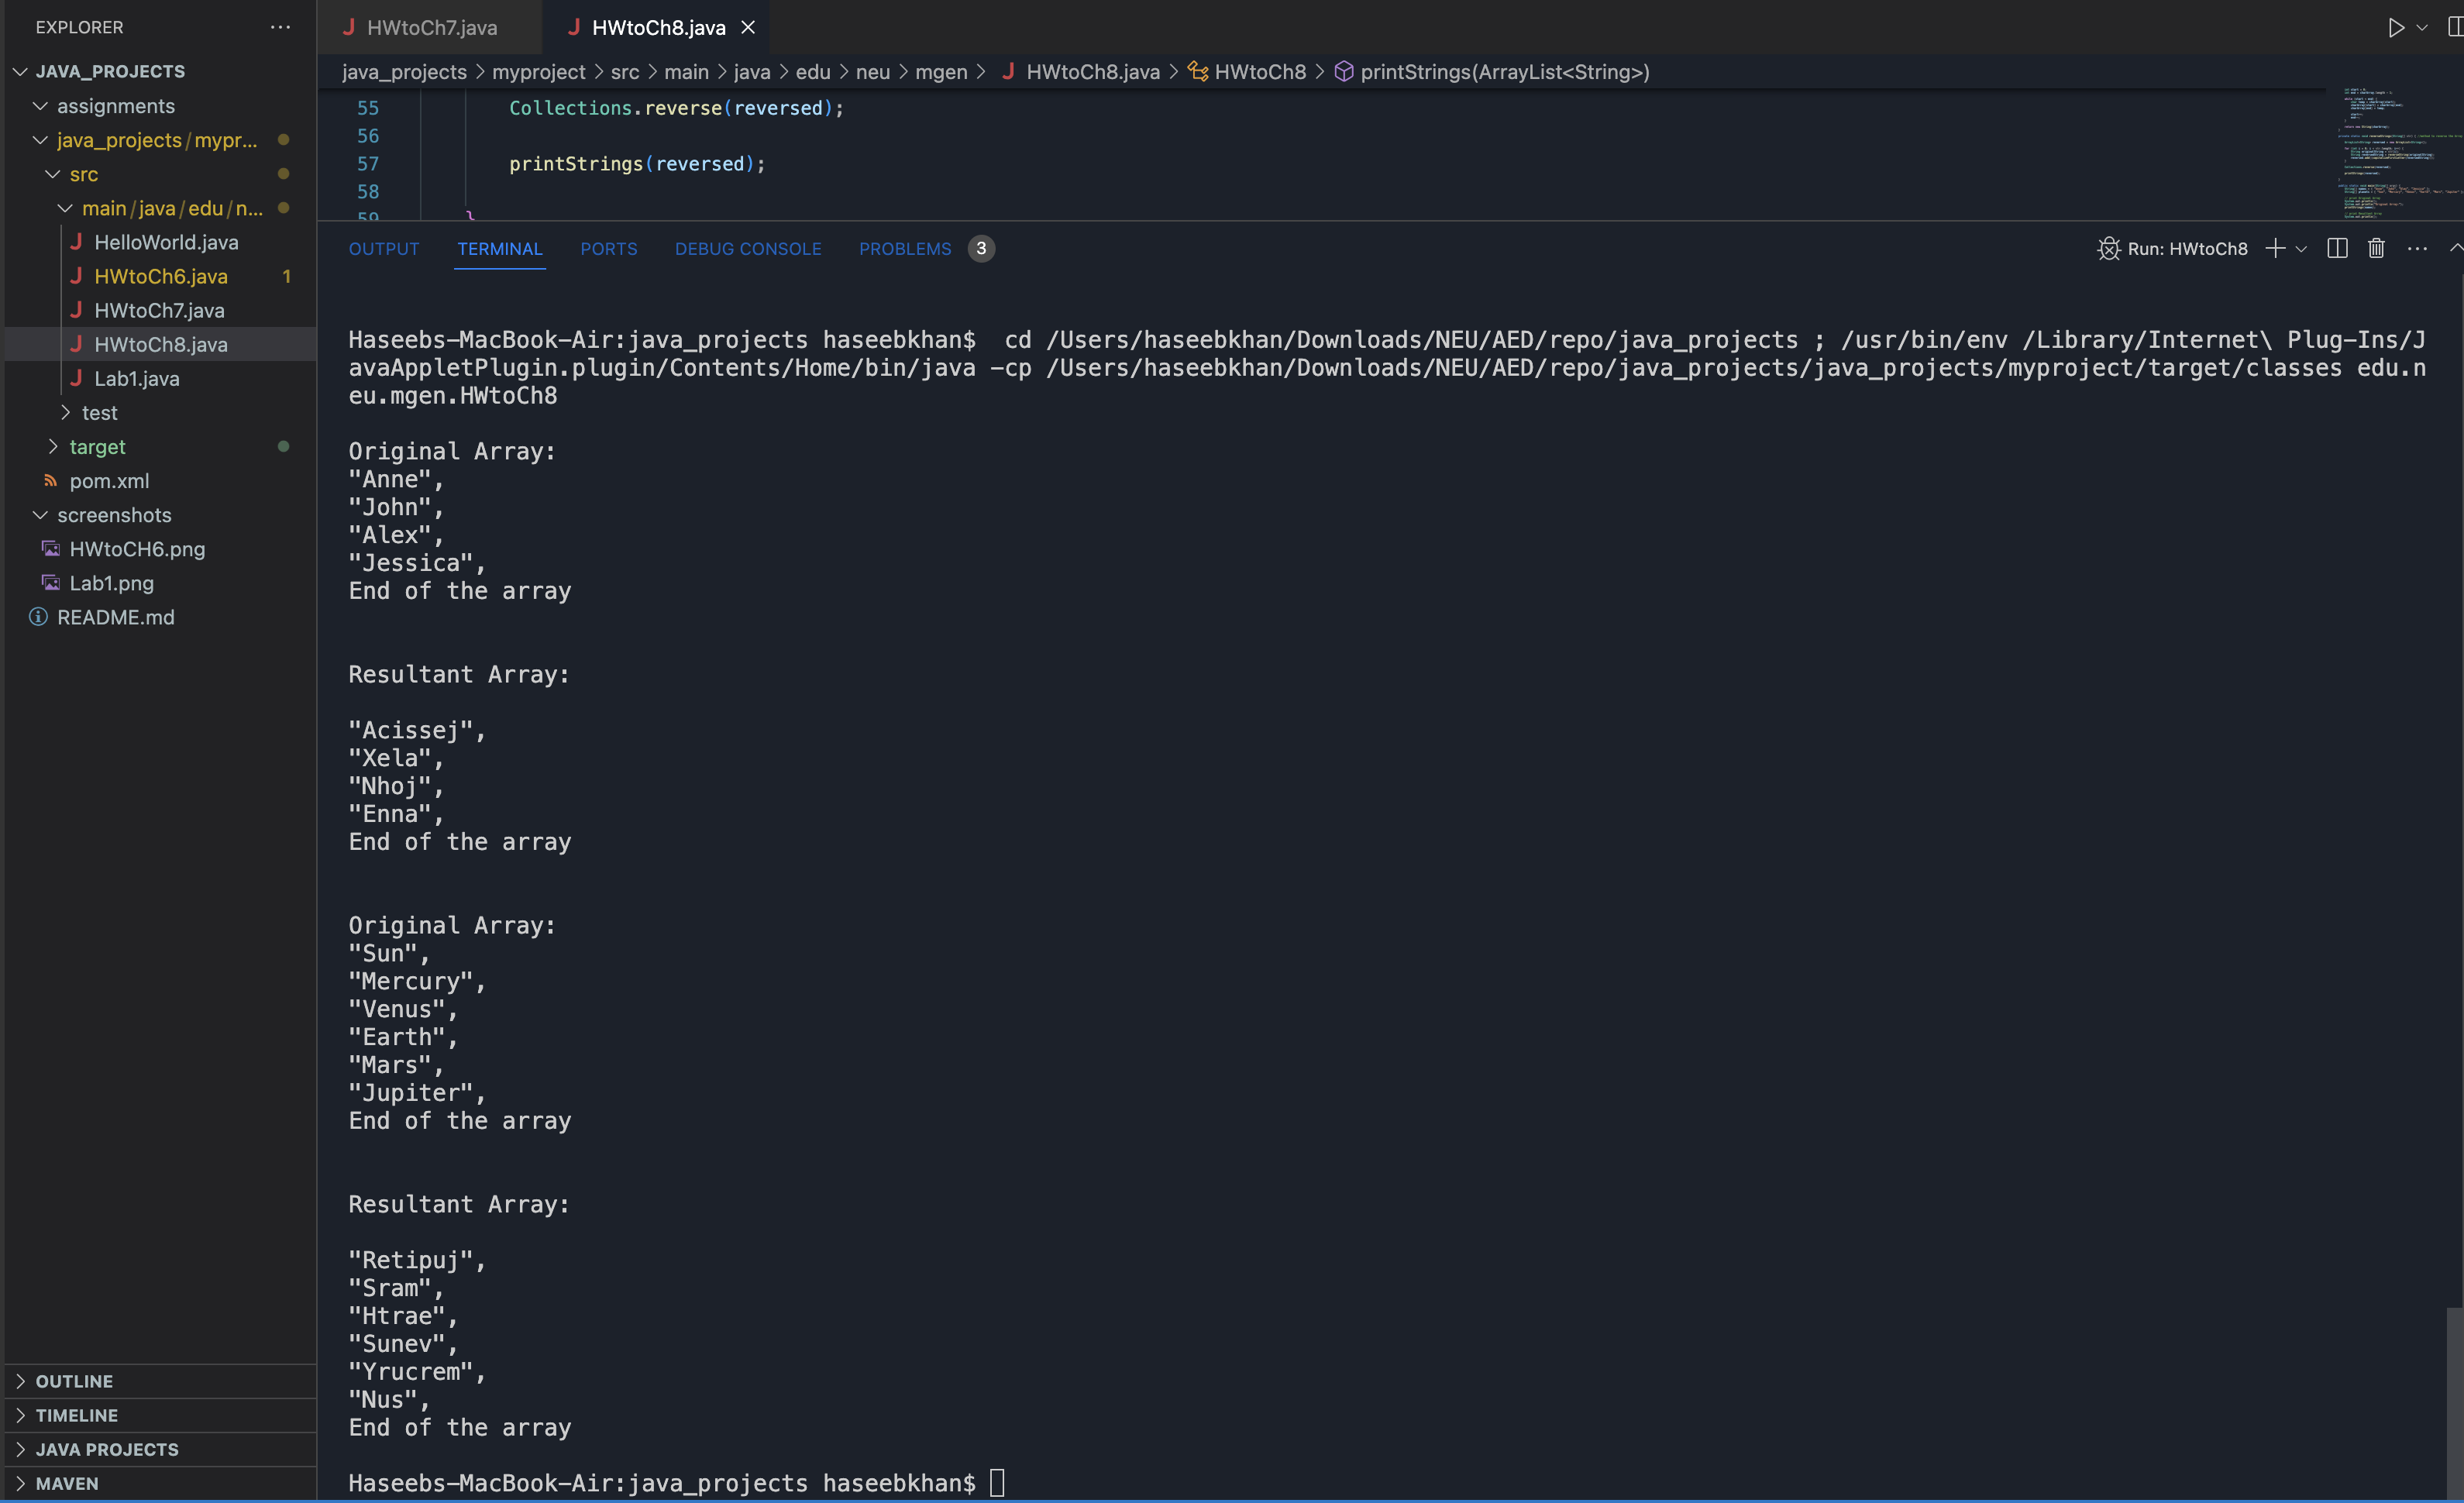 EXPLORER
JAVA_PROJECTS
assignments
java_projects/mypr...
src
main/java/edu/n...
HelloWorld.java
HWtoCh6.java 1
HWtoCh7.java
HWtoCh8.java
Lab1.java
test
target
pom.xml
screenshots
HWtoCH6.png
Lab1.png
README.md
OUTLINE
TIMELINE
JAVA PROJECTS
MAVEN
HWtoCh7.java HWtoCh8.java
java_projects > myproject > src > main > java > edu > neu > mgen > HWtoCh8.java > HWtoCh8 > printStrings(ArrayList<String>)
55 Collections.reverse(reversed);
56
57 printStrings(reversed);
58
59 }
OUTPUT TERMINAL PORTS DEBUG CONSOLE PROBLEMS 3 Run: HWtoCh8
Haseebs-MacBook-Air:java_projects haseebkhan$  cd /Users/haseebkhan/Downloads/NEU/AED/repo/java_projects ; /usr/bin/env /Library/Internet\ Plug-Ins/J
avaAppletPlugin.plugin/Contents/Home/bin/java -cp /Users/haseebkhan/Downloads/NEU/AED/repo/java_projects/java_projects/myproject/target/classes edu.n
eu.mgen.HWtoCh8
Original Array:
"Anne",
"John",
"Alex",
"Jessica",
End of the array
Resultant Array:
"Acissej",
"Xela",
"Nhoj",
"Enna",
End of the array
Original Array:
"Sun",
"Mercury",
"Venus",
"Earth",
"Mars",
"Jupiter",
End of the array
Resultant Array:
"Retipuj",
"Sram",
"Htrae",
"Sunev",
"Yrucrem",
"Nus",
End of the array
Haseebs-MacBook-Air:java_projects haseebkhan$